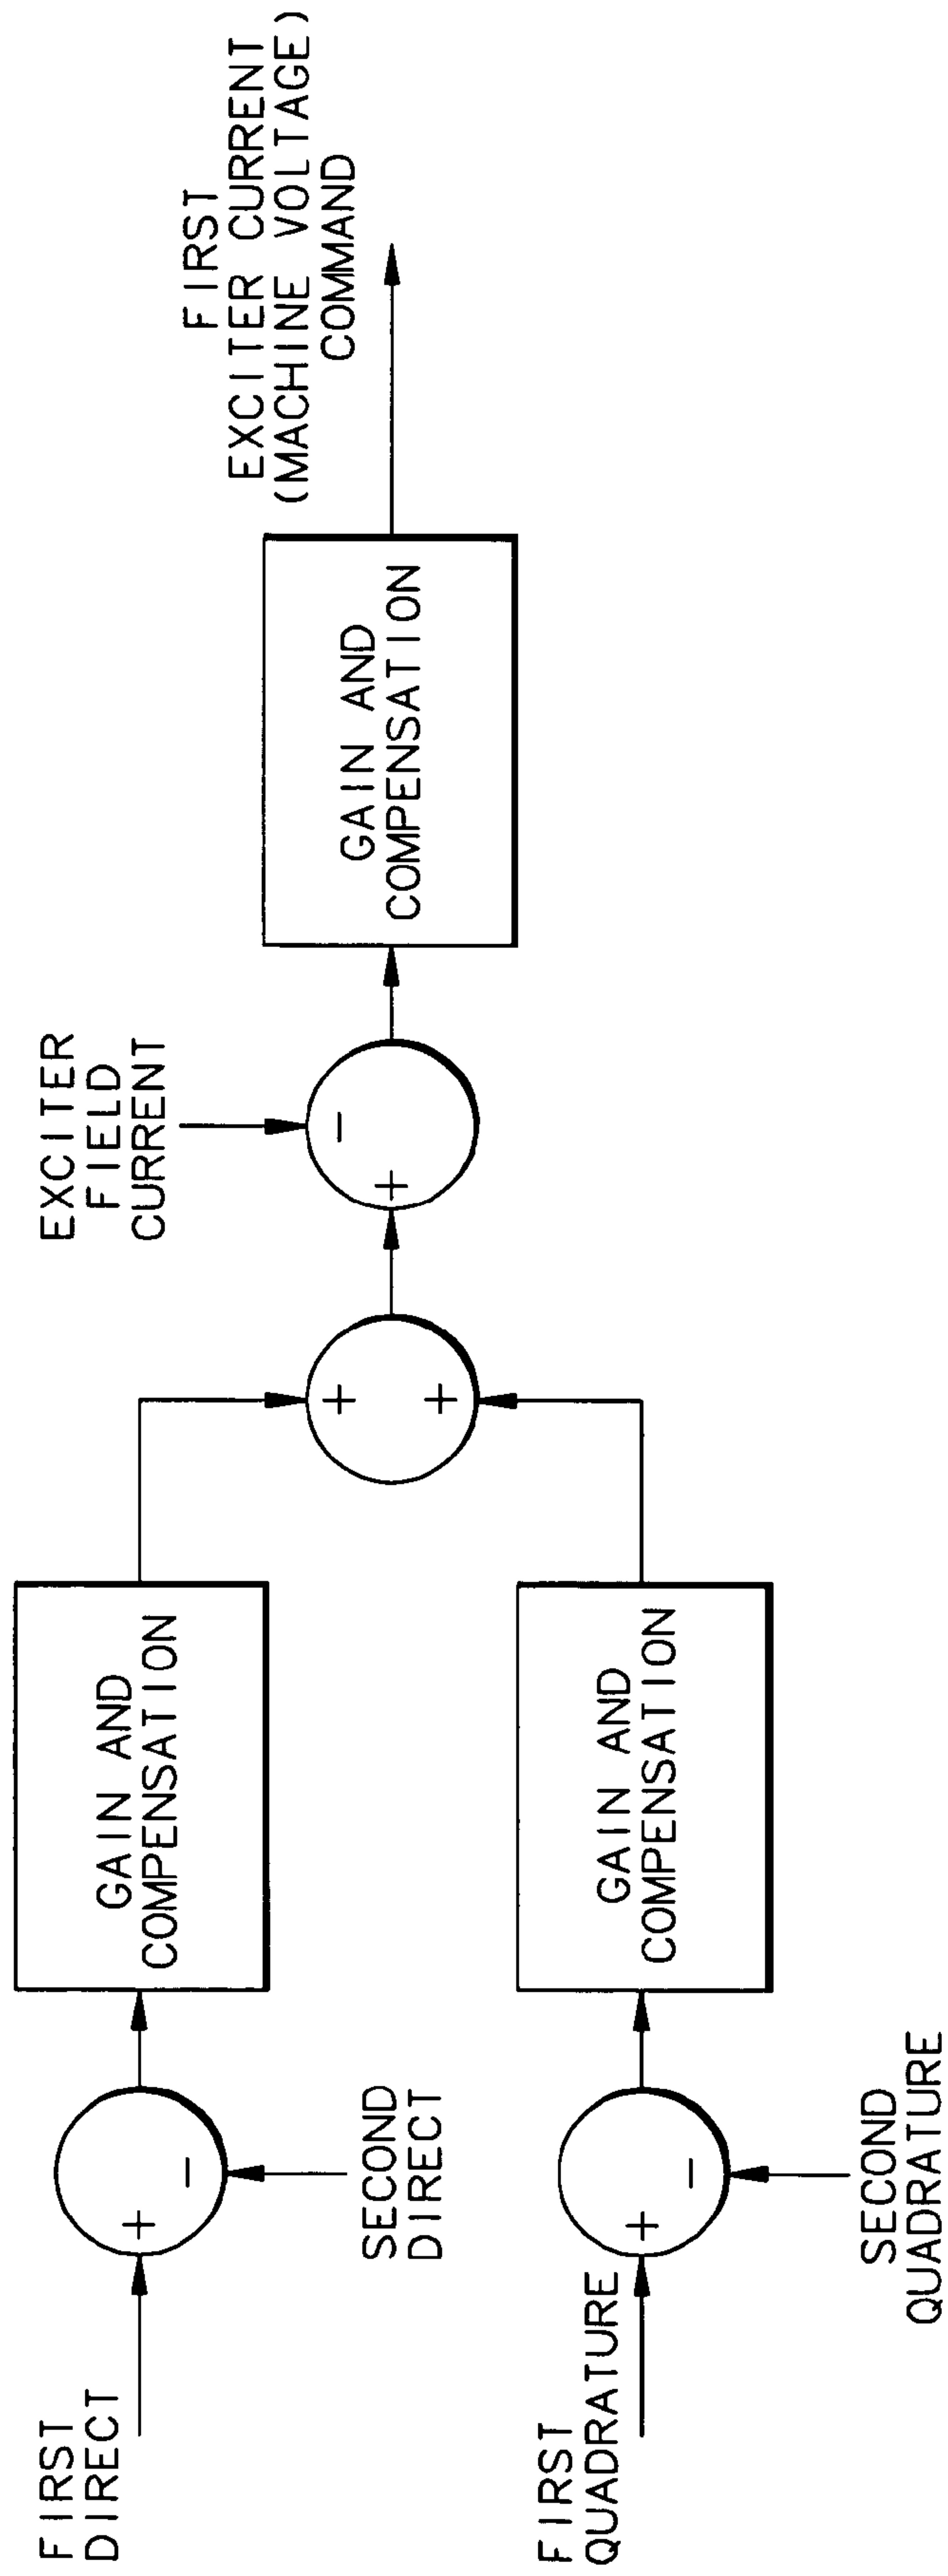 FIRST
DIRECT
+
-
SECOND
DIRECT
GAIN AND
COMPENSATION
FIRST
QUADRATURE
+
-
SECOND
QUADRATURE
GAIN AND
COMPENSATION
+
+
EXCITER
FIELD
CURRENT
-
+
GAIN AND
COMPENSATION
FIRST
EXCITER CURRENT
(MACHINE VOLTAGE)
COMMAND